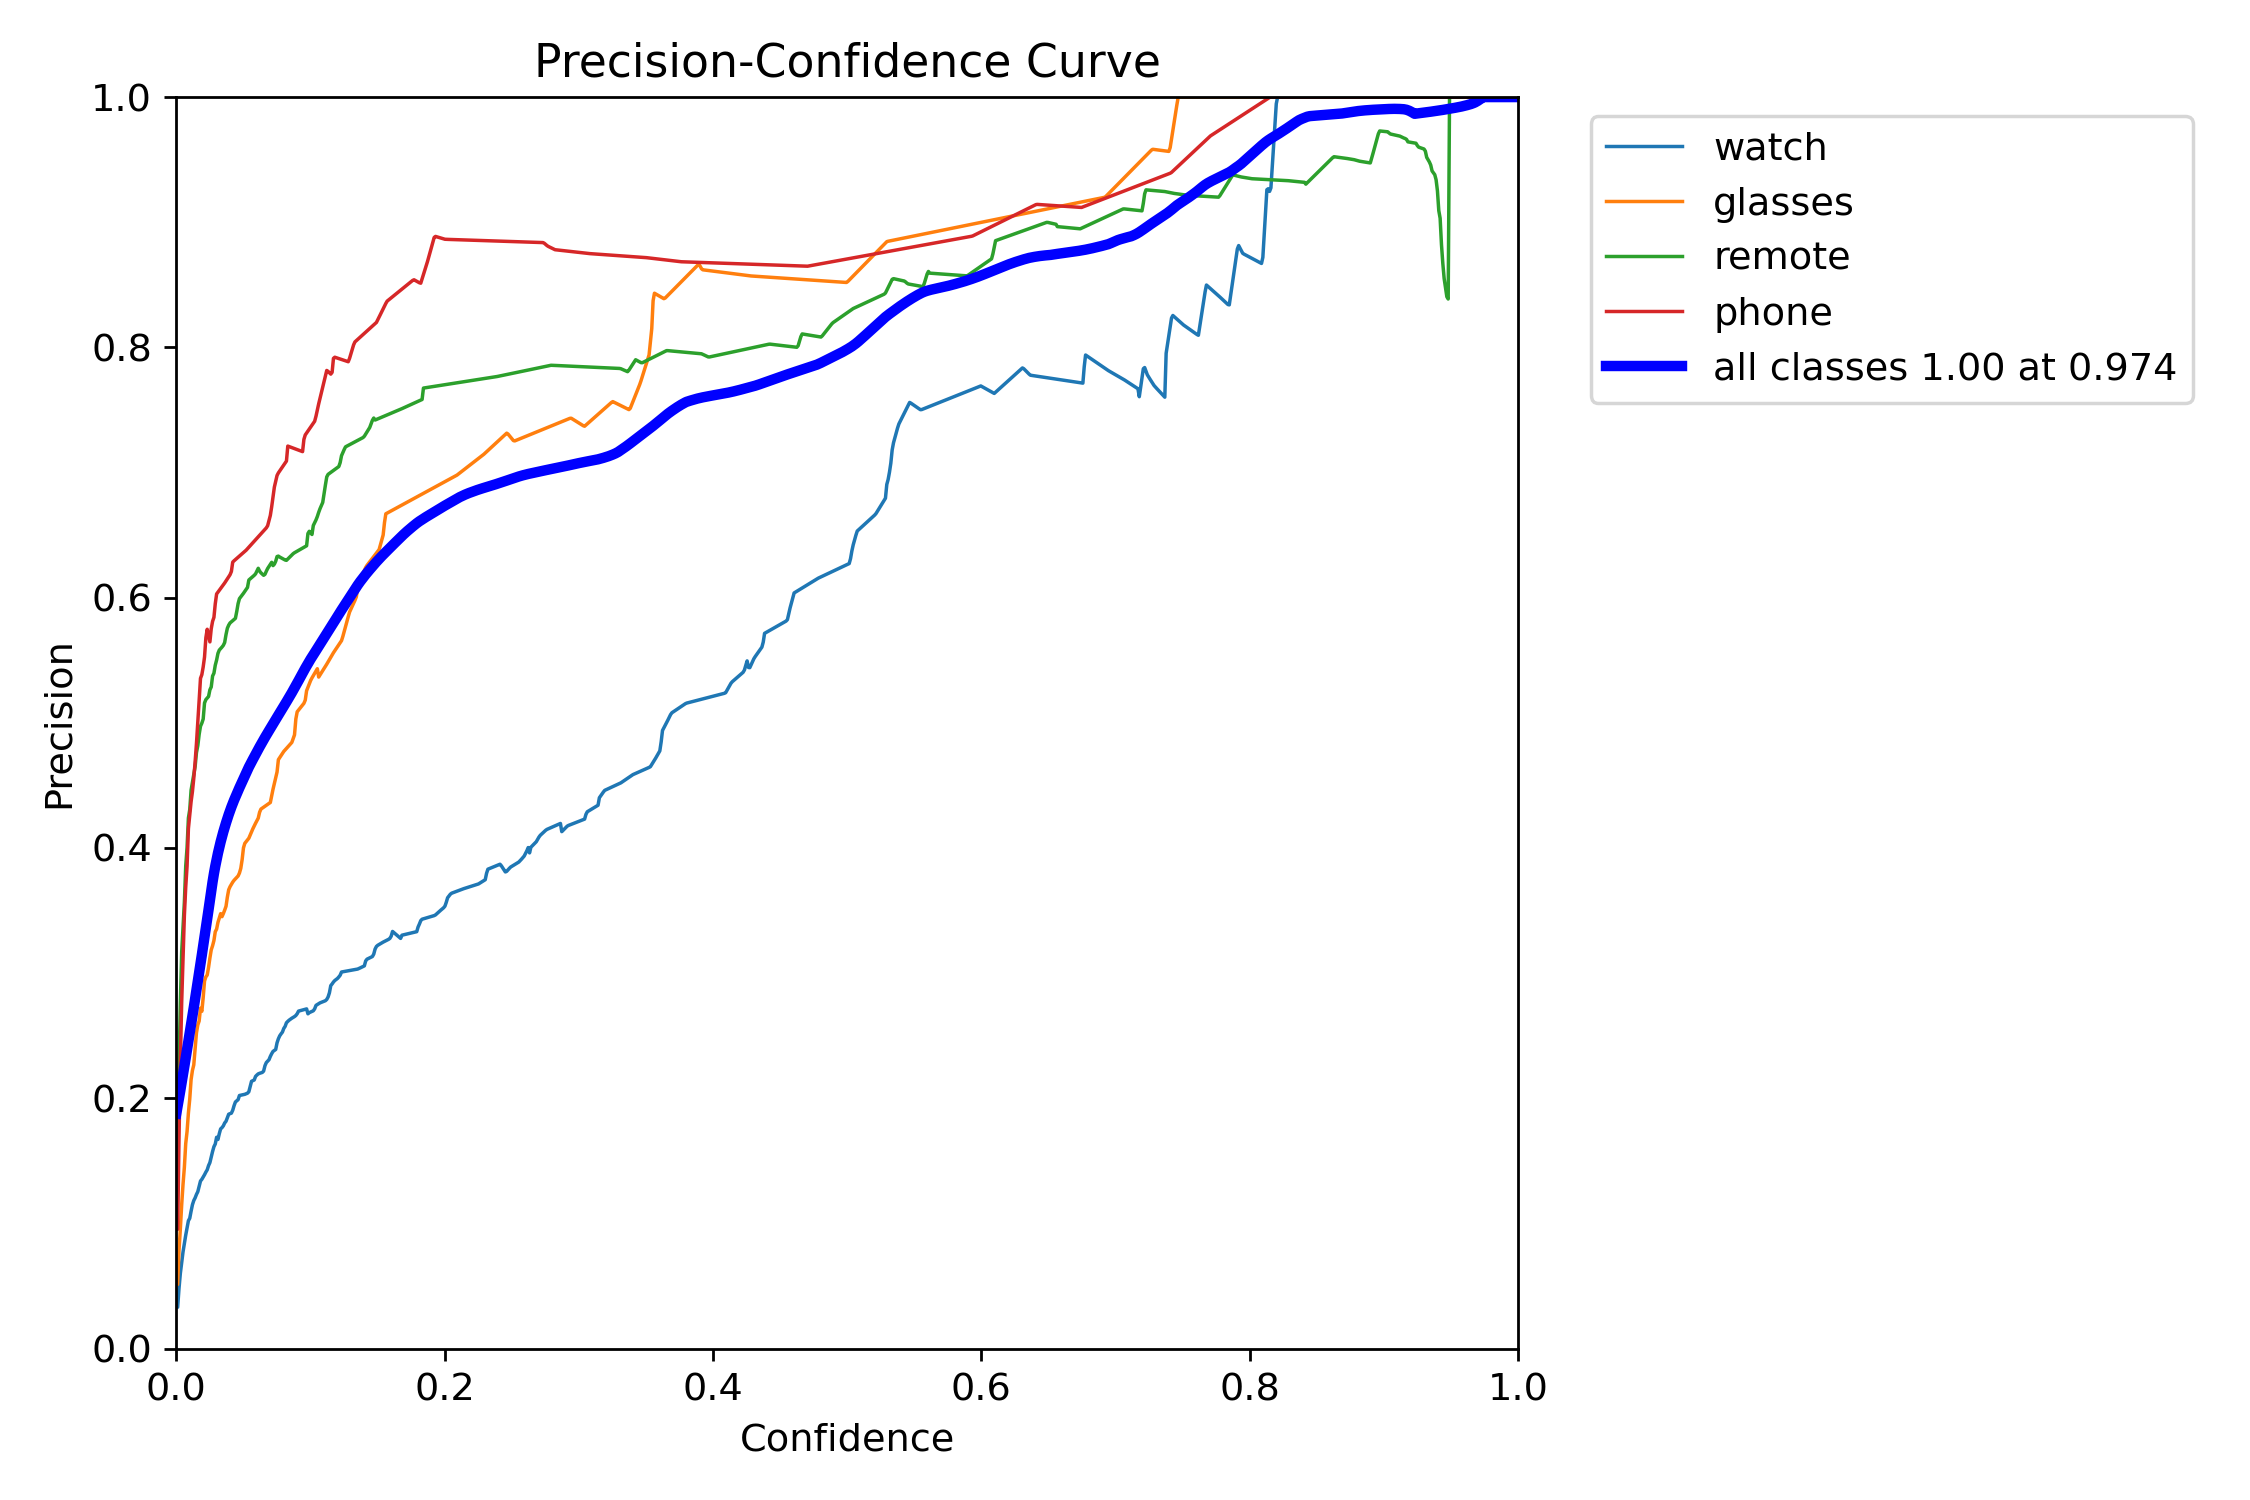 Precision-Confidence Curve
1.0
0.8
0.6
0.4
0.2
0.0
Precision
0.0 0.2 0.4 0.6 0.8 1.0
Confidence
watch
glasses
remote
phone
all classes 1.00 at 0.974